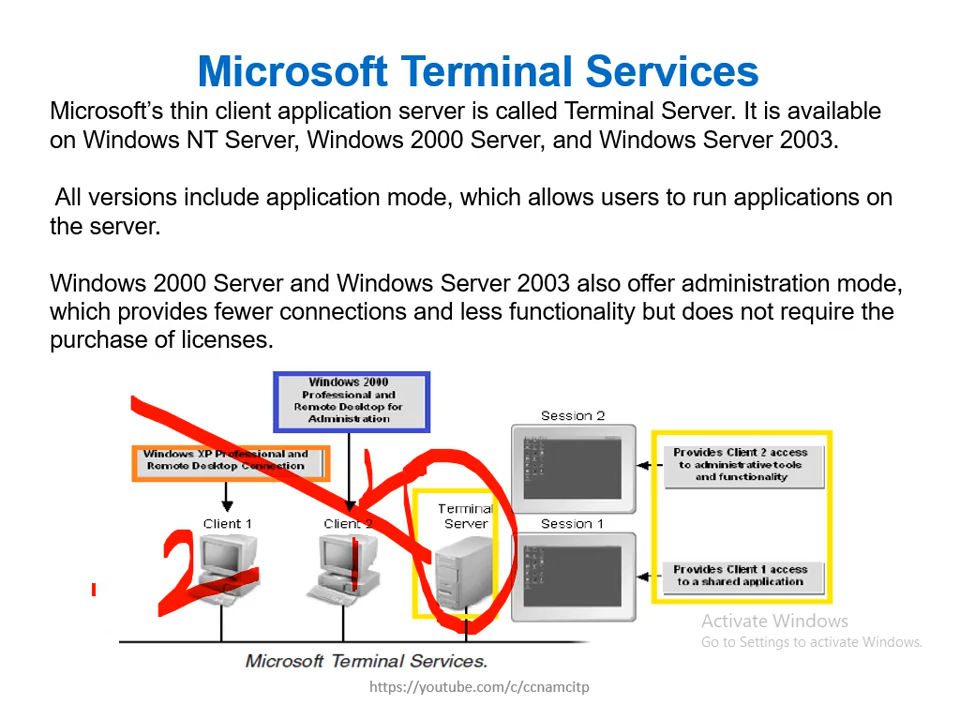 Microsoft Terminal Services
Microsoft's thin client application server is called Terminal Server. It is available
on Windows NT Server, Windows 2000 Server, and Windows Server 2003.
All versions include application mode, which allows users to run applications on
the server.
Windows 2000 Server and Windows Server 2003 also offer administration mode,
which provides fewer connections and less functionality but does not require the
purchase of licenses.
Windows 2000
Professional and
Remote Desktop for
Administration
Windows XP Professional and
Remote Desktop Connection
Client 1
Client 2
Terminal
Server
Session 2
Session 1
Provides Client 2 access
to administrative tools
and functionality
Provides Client 1 access
to a shared application
2
1
1
Microsoft Terminal Services.
Activate Windows
Go to Settings to activate Windows.
https://youtube.com/c/ccnamcitp